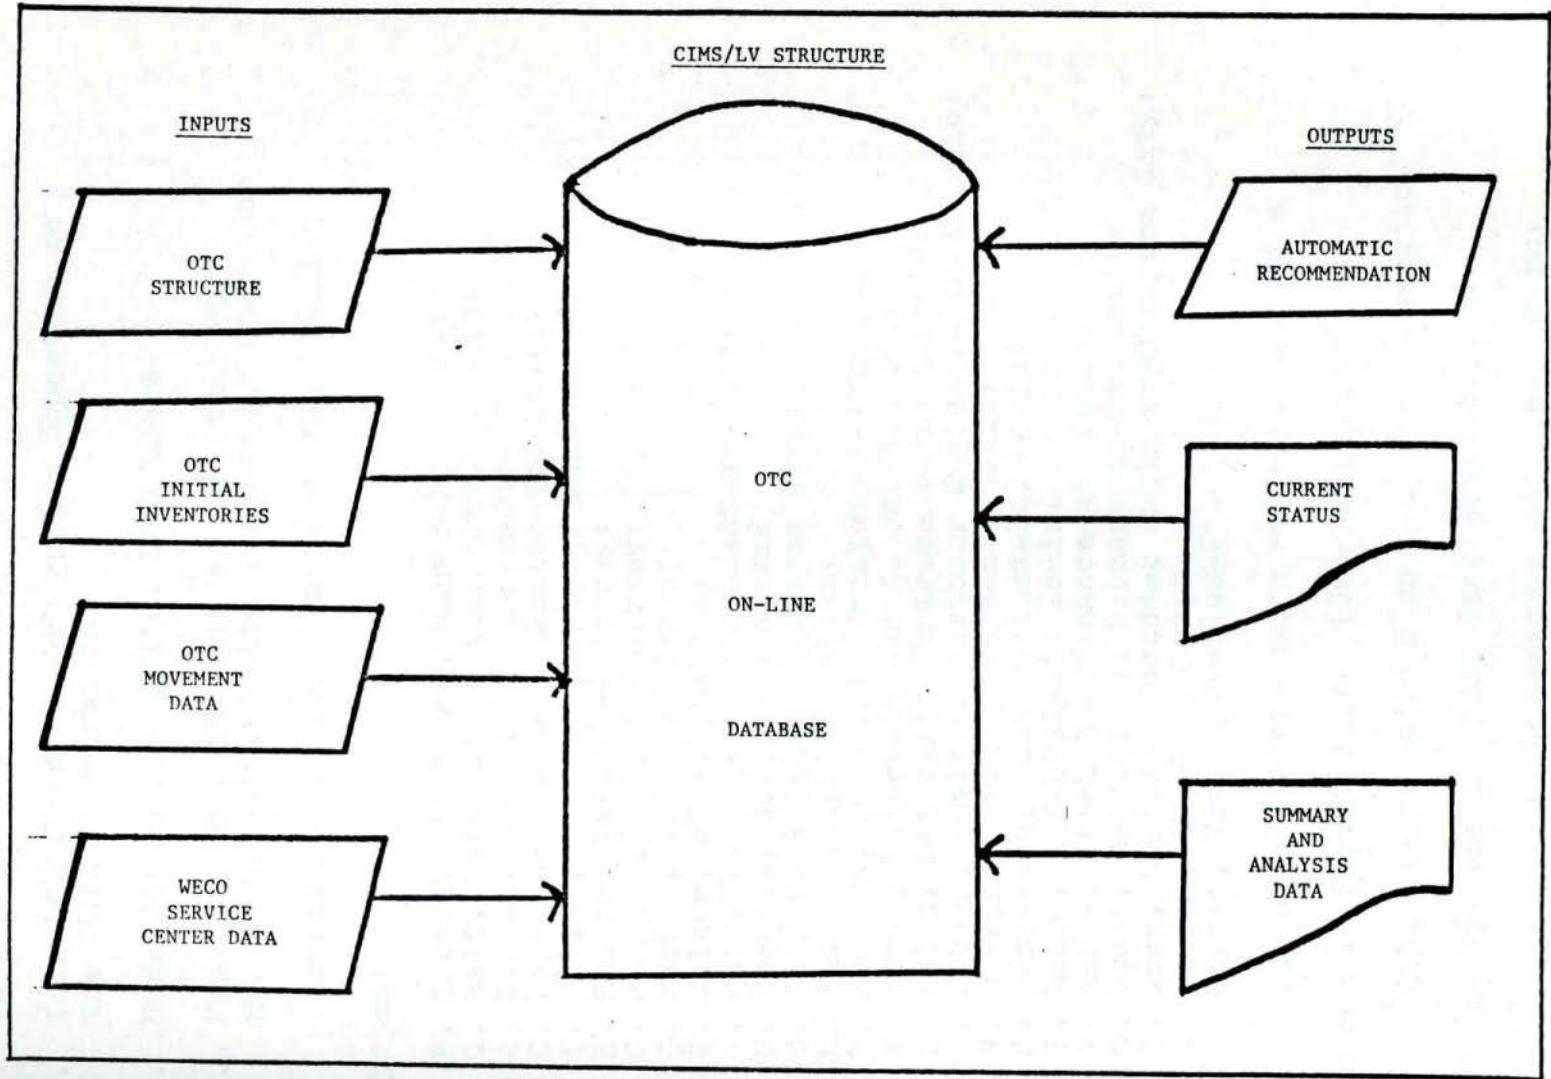 CIMS/LV STRUCTURE
INPUTS
OTC
STRUCTURE
OTC
INITIAL
INVENTORIES
OTC
MOVEMENT
DATA
WECO
SERVICE
CENTER DATA
OTC
ON-LINE
DATABASE
OUTPUTS
AUTOMATIC
RECOMMENDATION
CURRENT
STATUS
SUMMARY
AND
ANALYSIS
DATA